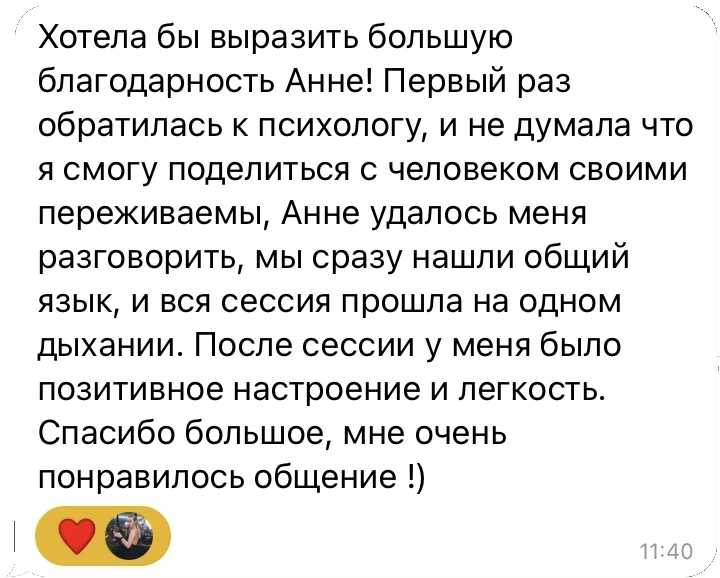 Хотела бы выразить большую
благодарность Анне! Первый раз
обратилась к психологу, и не думала что
я смогу поделиться с человеком своими
переживаемы, Анне удалось меня
разговорить, мы сразу нашли общий
язык, и вся сессия прошла на одном
дыхании. После сессии у меня было
позитивное настроение и легкость.
Спасибо большое, мне очень
понравилось общение !)
11:40